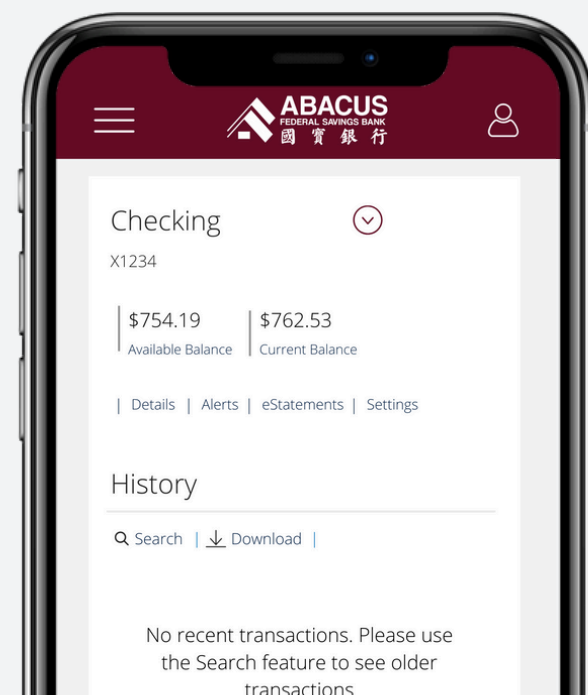 ABACUS
FEDERAL SAVINGS BANK
國寳銀行
Checking
X1234
$754.19 $762.53
Available Balance Current Balance
| Details | Alerts | eStatements | Settings
History
Search | Download |
No recent transactions. Please use
the Search feature to see older
transactions